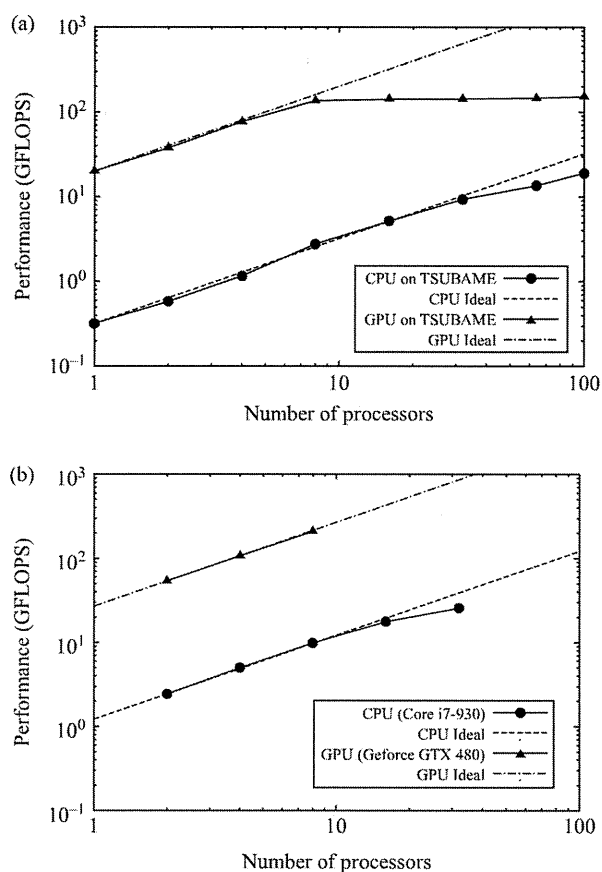 (a)
10³
10²
10¹
10⁰
10⁻¹
Performance (GFLOPS)
CPU on TSUBAME
CPU Ideal
GPU on TSUBAME
GPU Ideal
1
10
100
Number of processors
(b)
10³
10²
10¹
10⁰
10⁻¹
Performance (GFLOPS)
CPU (Core i7-930)
CPU Ideal
GPU (Geforce GTX 480)
GPU Ideal
1
10
100
Number of processors